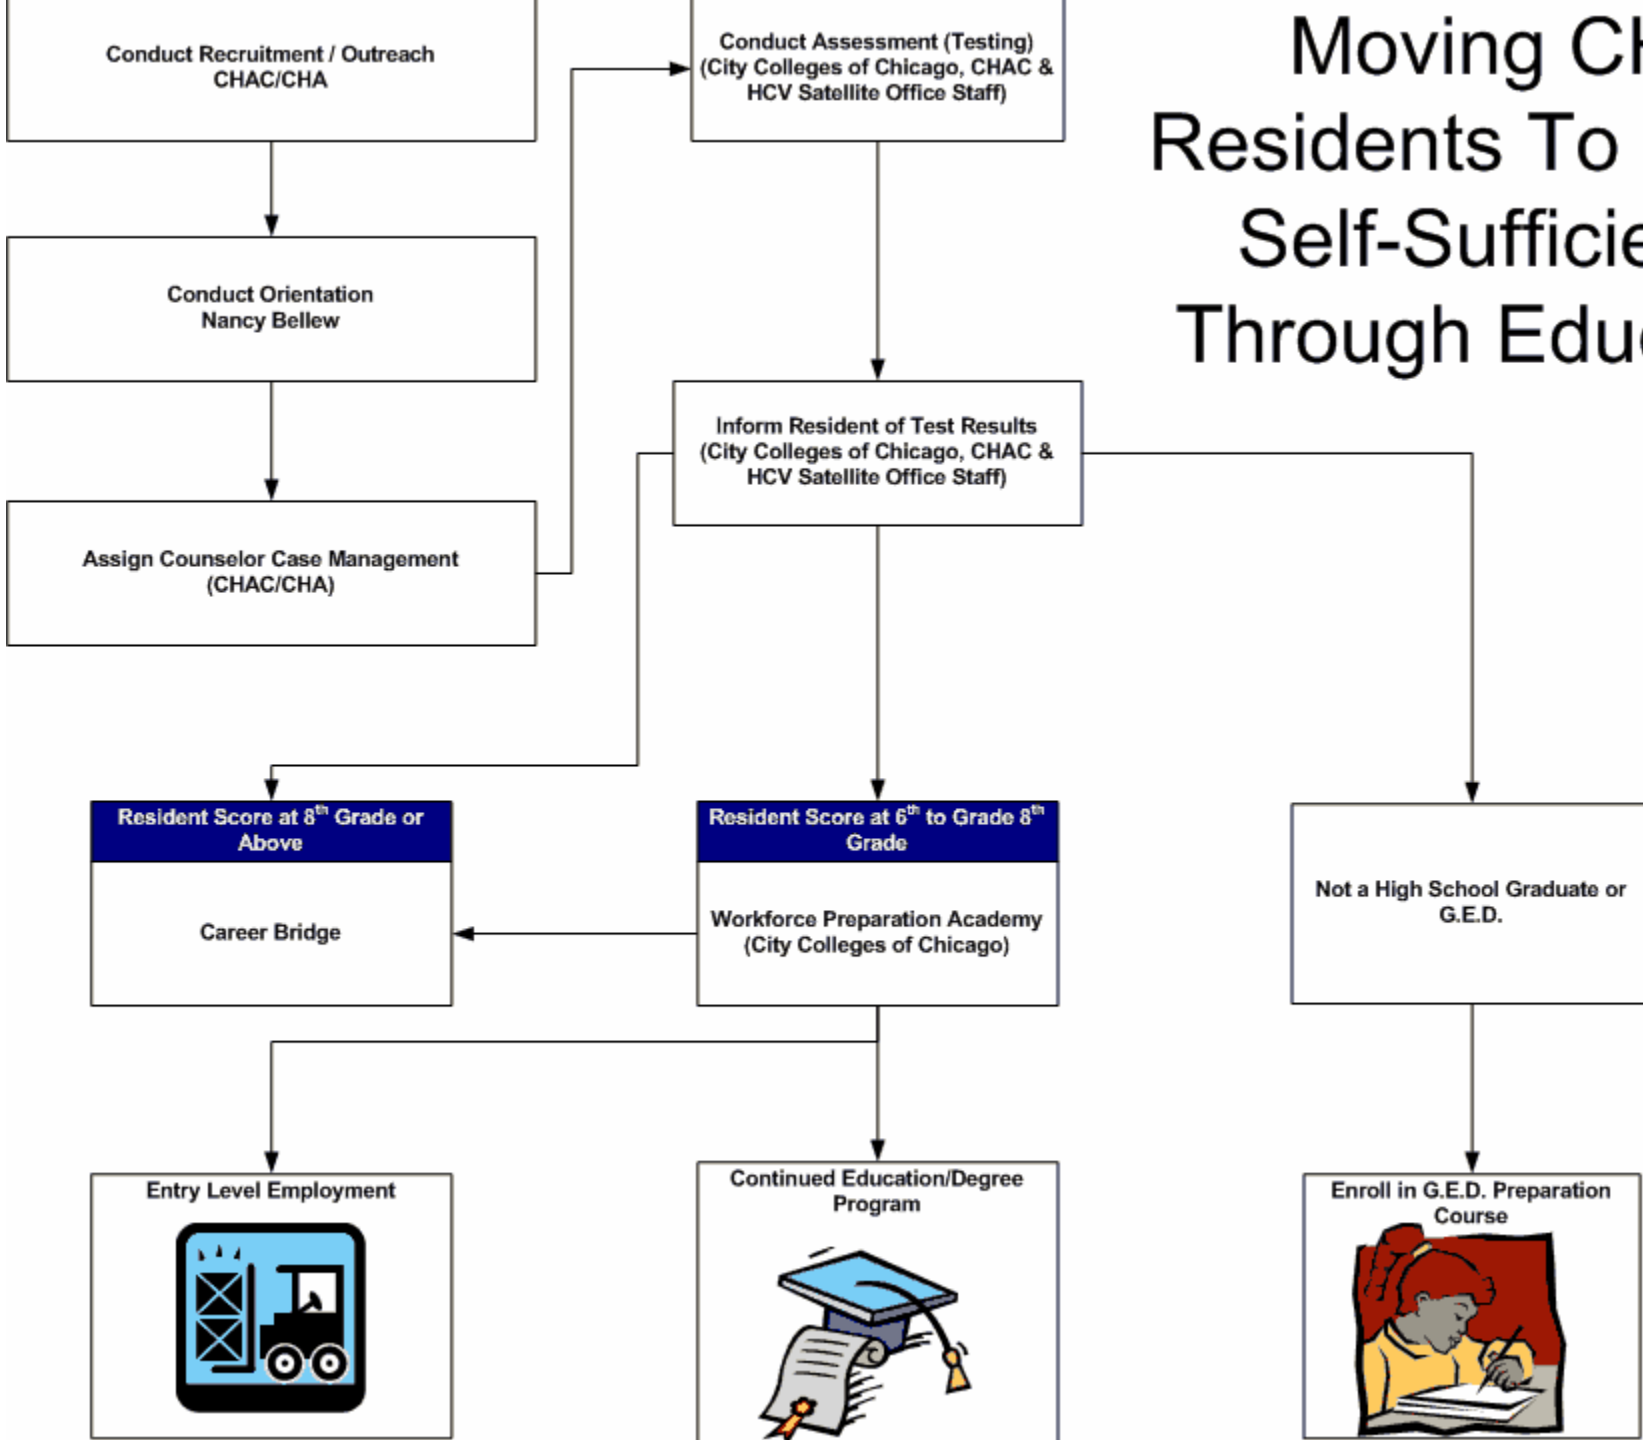 Conduct Recruitment / Outreach
CHAC/CHA
Conduct Assessment (Testing)
(City Colleges of Chicago, CHAC &
HCV Satellite Office Staff)
Moving
Residents To
Through
Conduct Orientation
Nancy Bellew
Inform Resident of Test Results
(City Colleges of Chicago, CHAC &
HCV Satellite Office Staff)
Assign Counselor Case Management
(CHAC/CHA)
Resident Score at 8th Grade or
Above
Career Bridge
Resident Score at 6th to Grade 8th
Grade
Workforce Preparation Academy
(City Colleges of Chicago)
Not a High School Graduate or
G.E.D.
Entry Level Employment
Continued Education/Degree
Program
Enroll in G.E.D. Preparation
Course